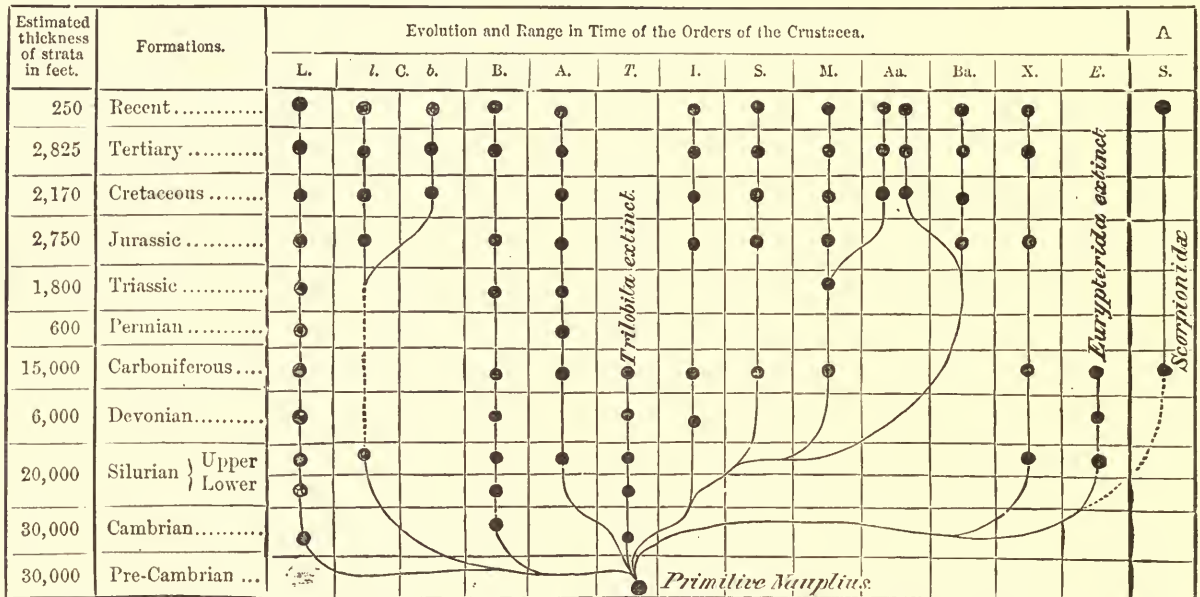 Estimated thickness of strata in feet. Formations. Evolution and Range in Time of the Orders of the Crustacea. A
L. l. C. b. B. A. T. I. S. M. Aa. Ba. X. E. S.
250 Recent.............
2,825 Tertiary ...........
2,170 Cretaceous ........
2,750 Jurassic ...........
1,800 Triassic ............
600 Permian ...........
15,000 Carboniferous....
6,000 Devonian..........
20,000 Silurian } Upper Lower
30,000 Cambrian..........
30,000 Pre-Cambrian ...
Trilobita extinct.
Eurypterida extinct.
Scorpionidæ
Primitive Nauplius.